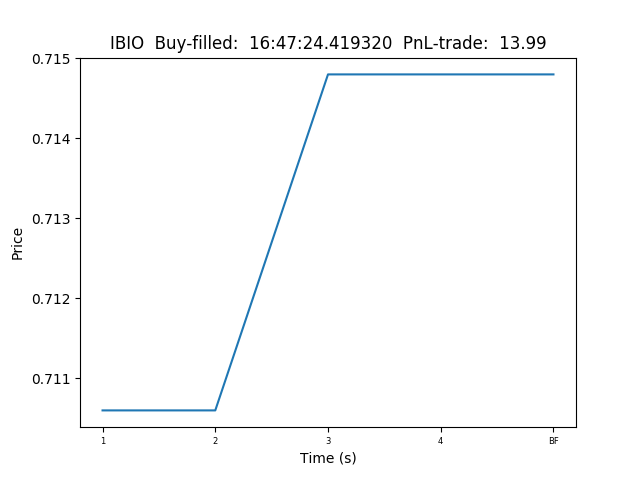 IBIO  Buy-filled:  16:47:24.419320  PnL-trade:  13.99
0.715
0.714
0.713
0.712
0.711
Price
1 2 3 4 BF
Time (s)